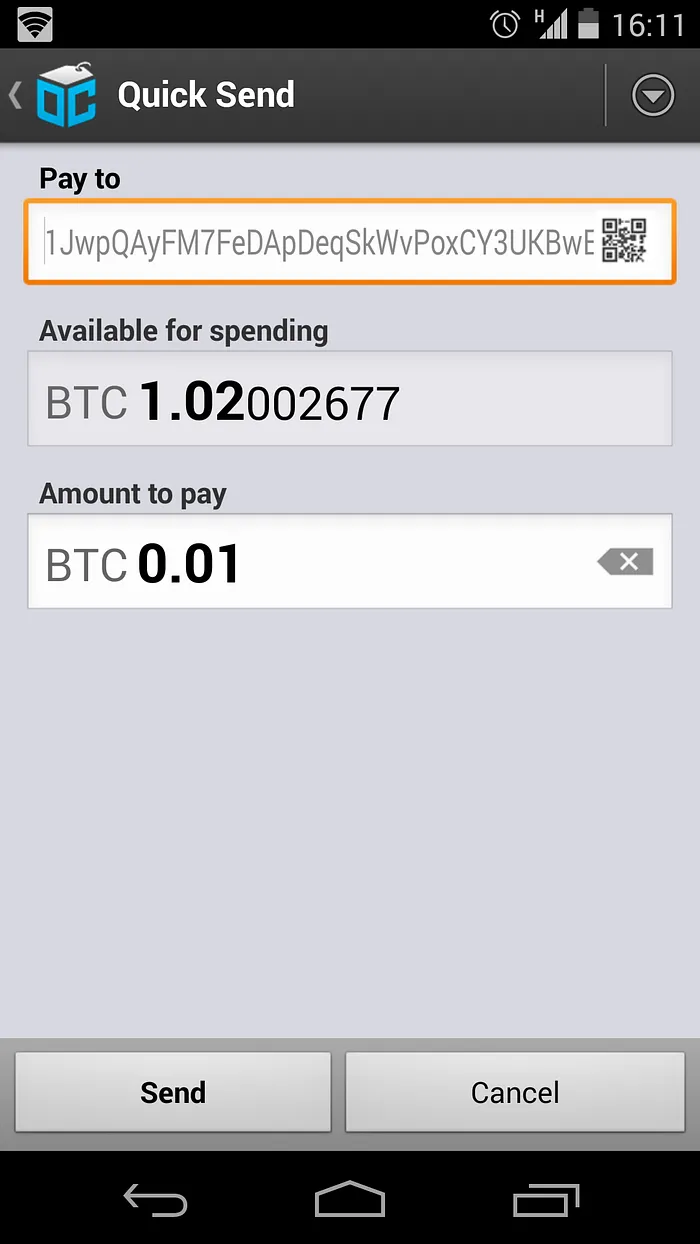 H 16:11
Quick Send
Pay to
1JwpQAyFM7FeDApDeqSkWvPoxCY3UKBwE
Available for spending
BTC 1.02002677
Amount to pay
BTC 0.01
Send Cancel